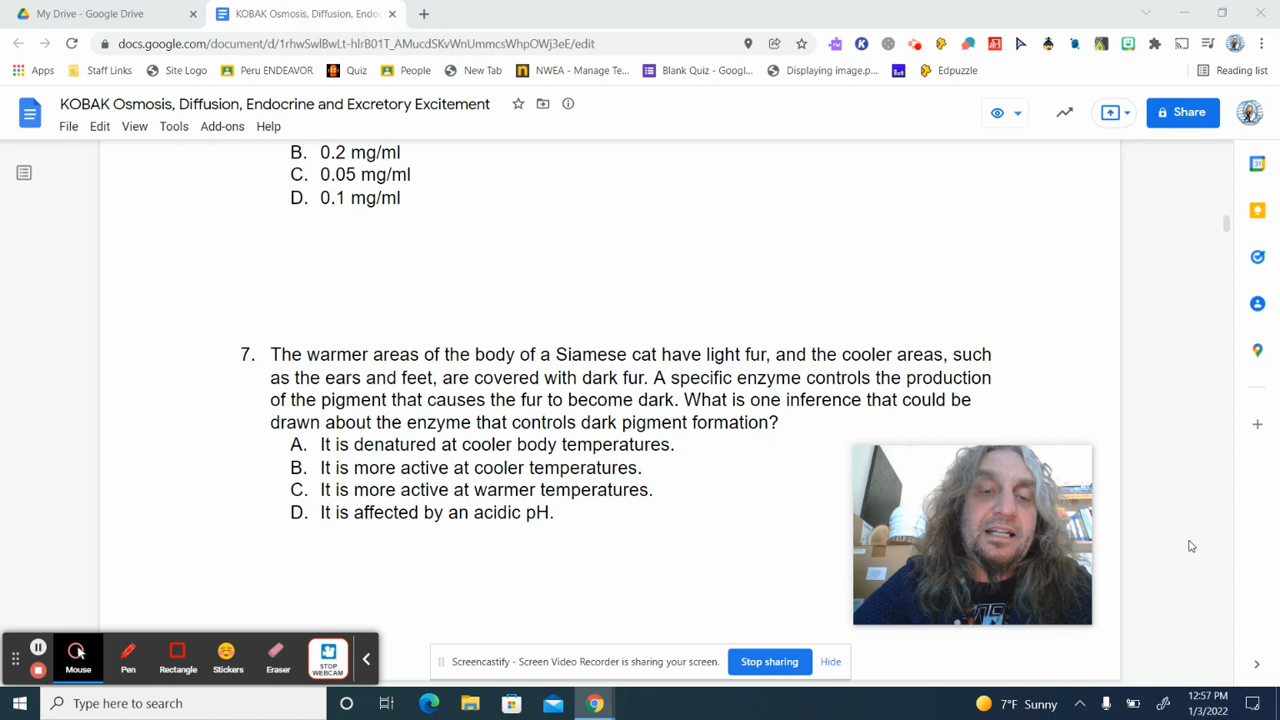 My Drive - Google Drive
KOBAK Osmosis, Diffusion, Endoc
docs.google.com/document/d/1rhwSwlBwLt-hlrB01T_AMucdSKvWnUmmcsWhpOWj3eE/edit
Apps
Staff Links
Site Logo
Peru ENDEAVOR
Quiz
People
New Tab
NWEA - Manage Te...
Blank Quiz - Googl...
Displaying image.p...
Edpuzzle
Reading list
KOBAK Osmosis, Diffusion, Endocrine and Excretory Excitement
File Edit View Tools Add-ons Help
Share
B. 0.2 mg/ml
C. 0.05 mg/ml
D. 0.1 mg/ml
7. The warmer areas of the body of a Siamese cat have light fur, and the cooler areas, such
as the ears and feet, are covered with dark fur. A specific enzyme controls the production
of the pigment that causes the fur to become dark. What is one inference that could be
drawn about the enzyme that controls dark pigment formation?
A. It is denatured at cooler body temperatures.
B. It is more active at cooler temperatures.
C. It is more active at warmer temperatures.
D. It is affected by an acidic pH.
Mouse
Pen
Rectangle
Stickers
Eraser
STOP
WEBCAM
Screencastify - Screen Video Recorder is sharing your screen.
Stop sharing
Hide
Type here to search
7°F Sunny
12:57 PM
1/3/2022